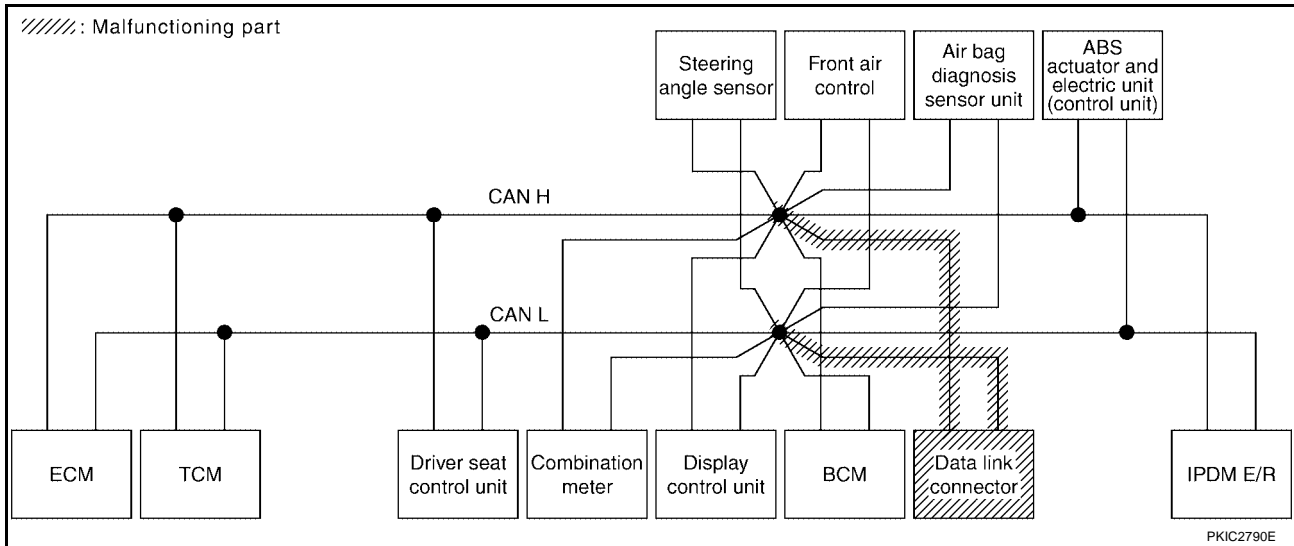 : Malfunctioning part
Steering
angle sensor
Front air
control
Air bag
diagnosis
sensor unit
ABS
actuator and
electric unit
(control unit)
CAN H
CAN L
ECM
TCM
Driver seat
control unit
Combination
meter
Display
control unit
BCM
Data link
connector
IPDM E/R
PKIC2790E